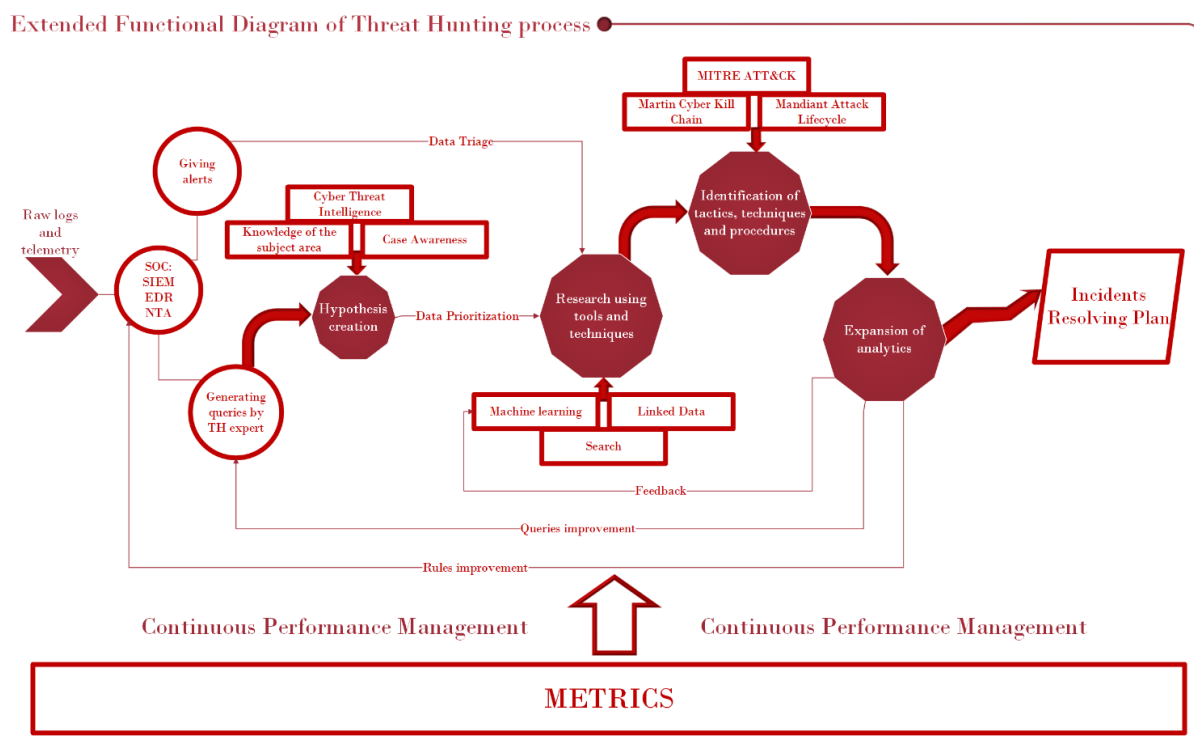 Extended Functional Diagram of Threat Hunting process
MITRE ATT&CK
Martin Cyber Kill
Chain
Mandiant Attack
Lifecycle
Data Triage
Giving
alerts
Identification of
tactics, techniques
and procedures
Cyber Threat
Intelligence
Knowledge of the
subject area
Case Awareness
Raw logs
and
telemetry
SOC:
SIEM
EDR
NTA
Hypothesis
creation
Data Prioritization
Research using
tools and
techniques
Expansion of
analytics
Incidents
Resolving Plan
Generating
queries by
TH expert
Machine learning
Linked Data
Search
Feedback
Queries improvement
Rules improvement
Continuous Performance Management
Continuous Performance Management
METRICS